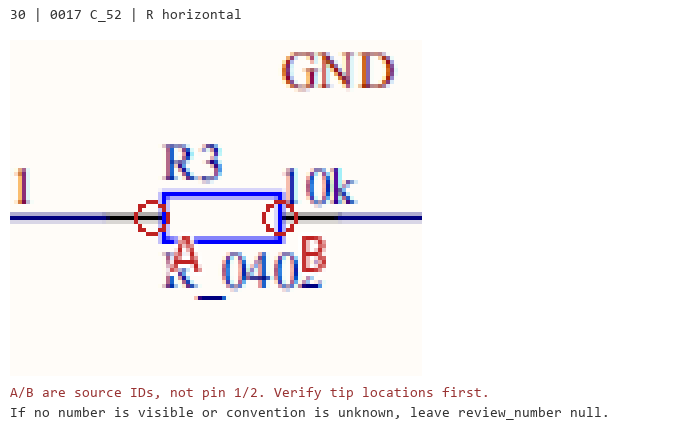 30 | 0017 C_52 | R horizontal
GND
R3
1
10k
A
B
R_0402
A/B are source IDs, not pin 1/2. Verify tip locations first.
If no number is visible or convention is unknown, leave review_number null.